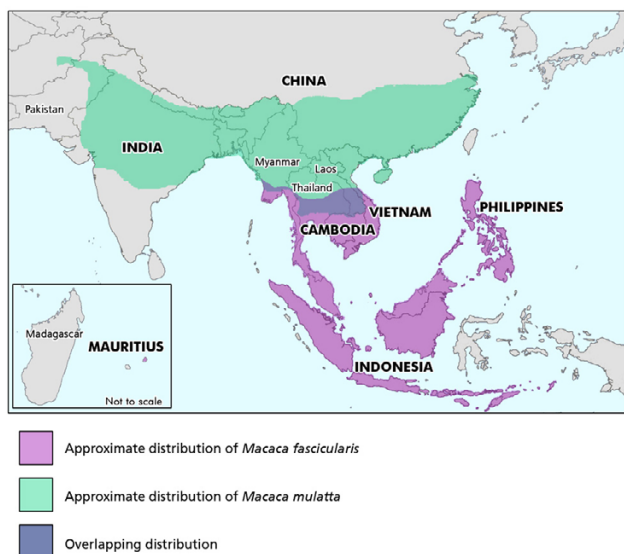 CHINA
Pakistan
INDIA
Myanmar
Laos
Thailand
VIETNAM
PHILIPPINES
CAMBODIA
Madagascar
MAURITIUS
INDONESIA
Not to scale
Approximate distribution of Macaca fascicularis
Approximate distribution of Macaca mulatta
Overlapping distribution